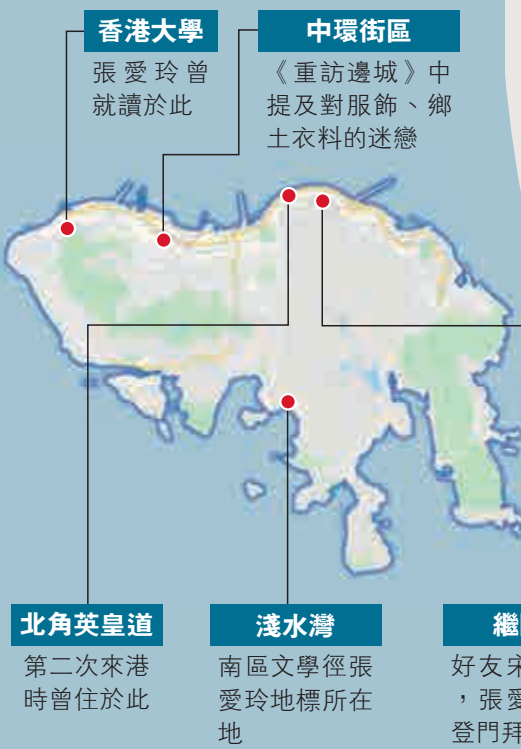 香港大學
張愛玲曾
就讀於此
中環街區
《重訪邊城》中
提及對服飾、鄉
土衣料的迷戀
北角英皇道
第二次來港
時曾住於此
淺水灣
南區文學徑張
愛玲地標所在
地
繼
好友宋
，張愛
登門拜